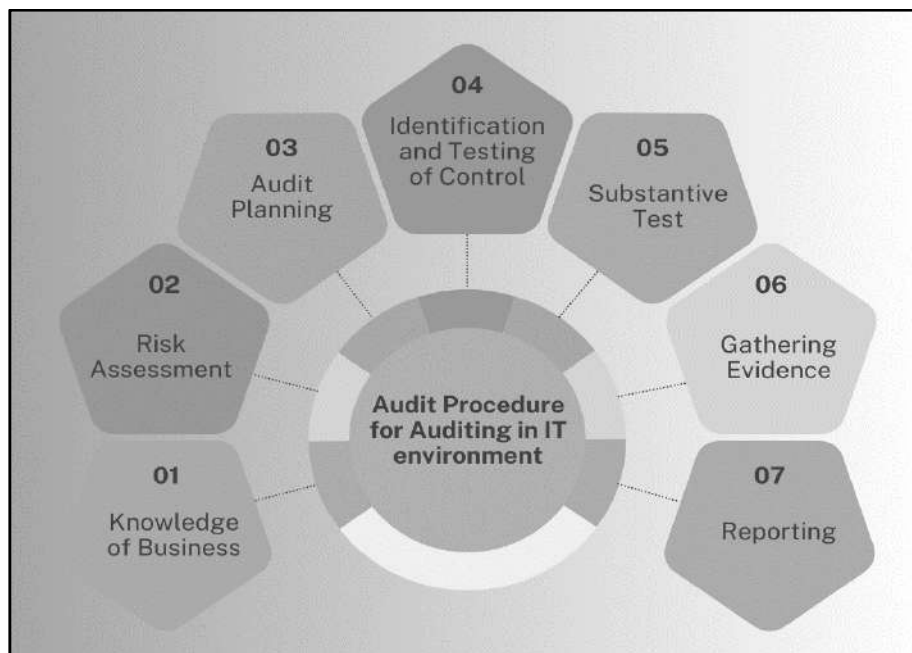 01
Knowledge
of Business
02
Risk
Assessment
03
Audit
Planning
04
Identification
and Testing
of Control
05
Substantive
Test
06
Gathering
Evidence
07
Reporting
Audit Procedure
for Auditing in IT
environment